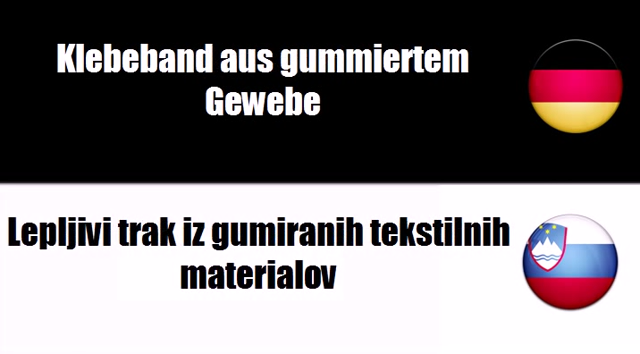 Klebeband aus gummiertem
Gewebe
Lepljivi trak iz gumiranih tekstilnih
materialov